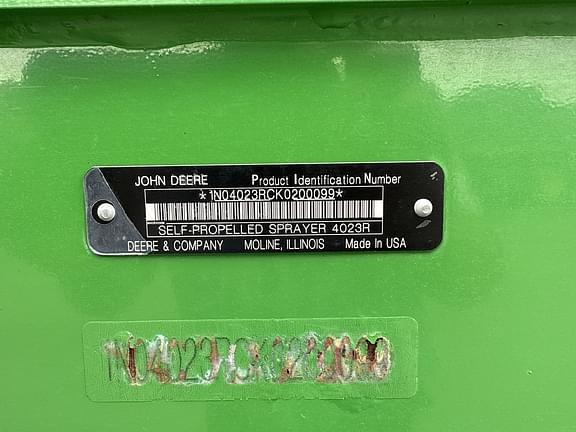 JOHN DEERE Product Identification Number
*1N04023RCK0200099*
SELF-PROPELLED SPRAYER 4023R
DEERE & COMPANY MOLINE, ILLINOIS Made In USA